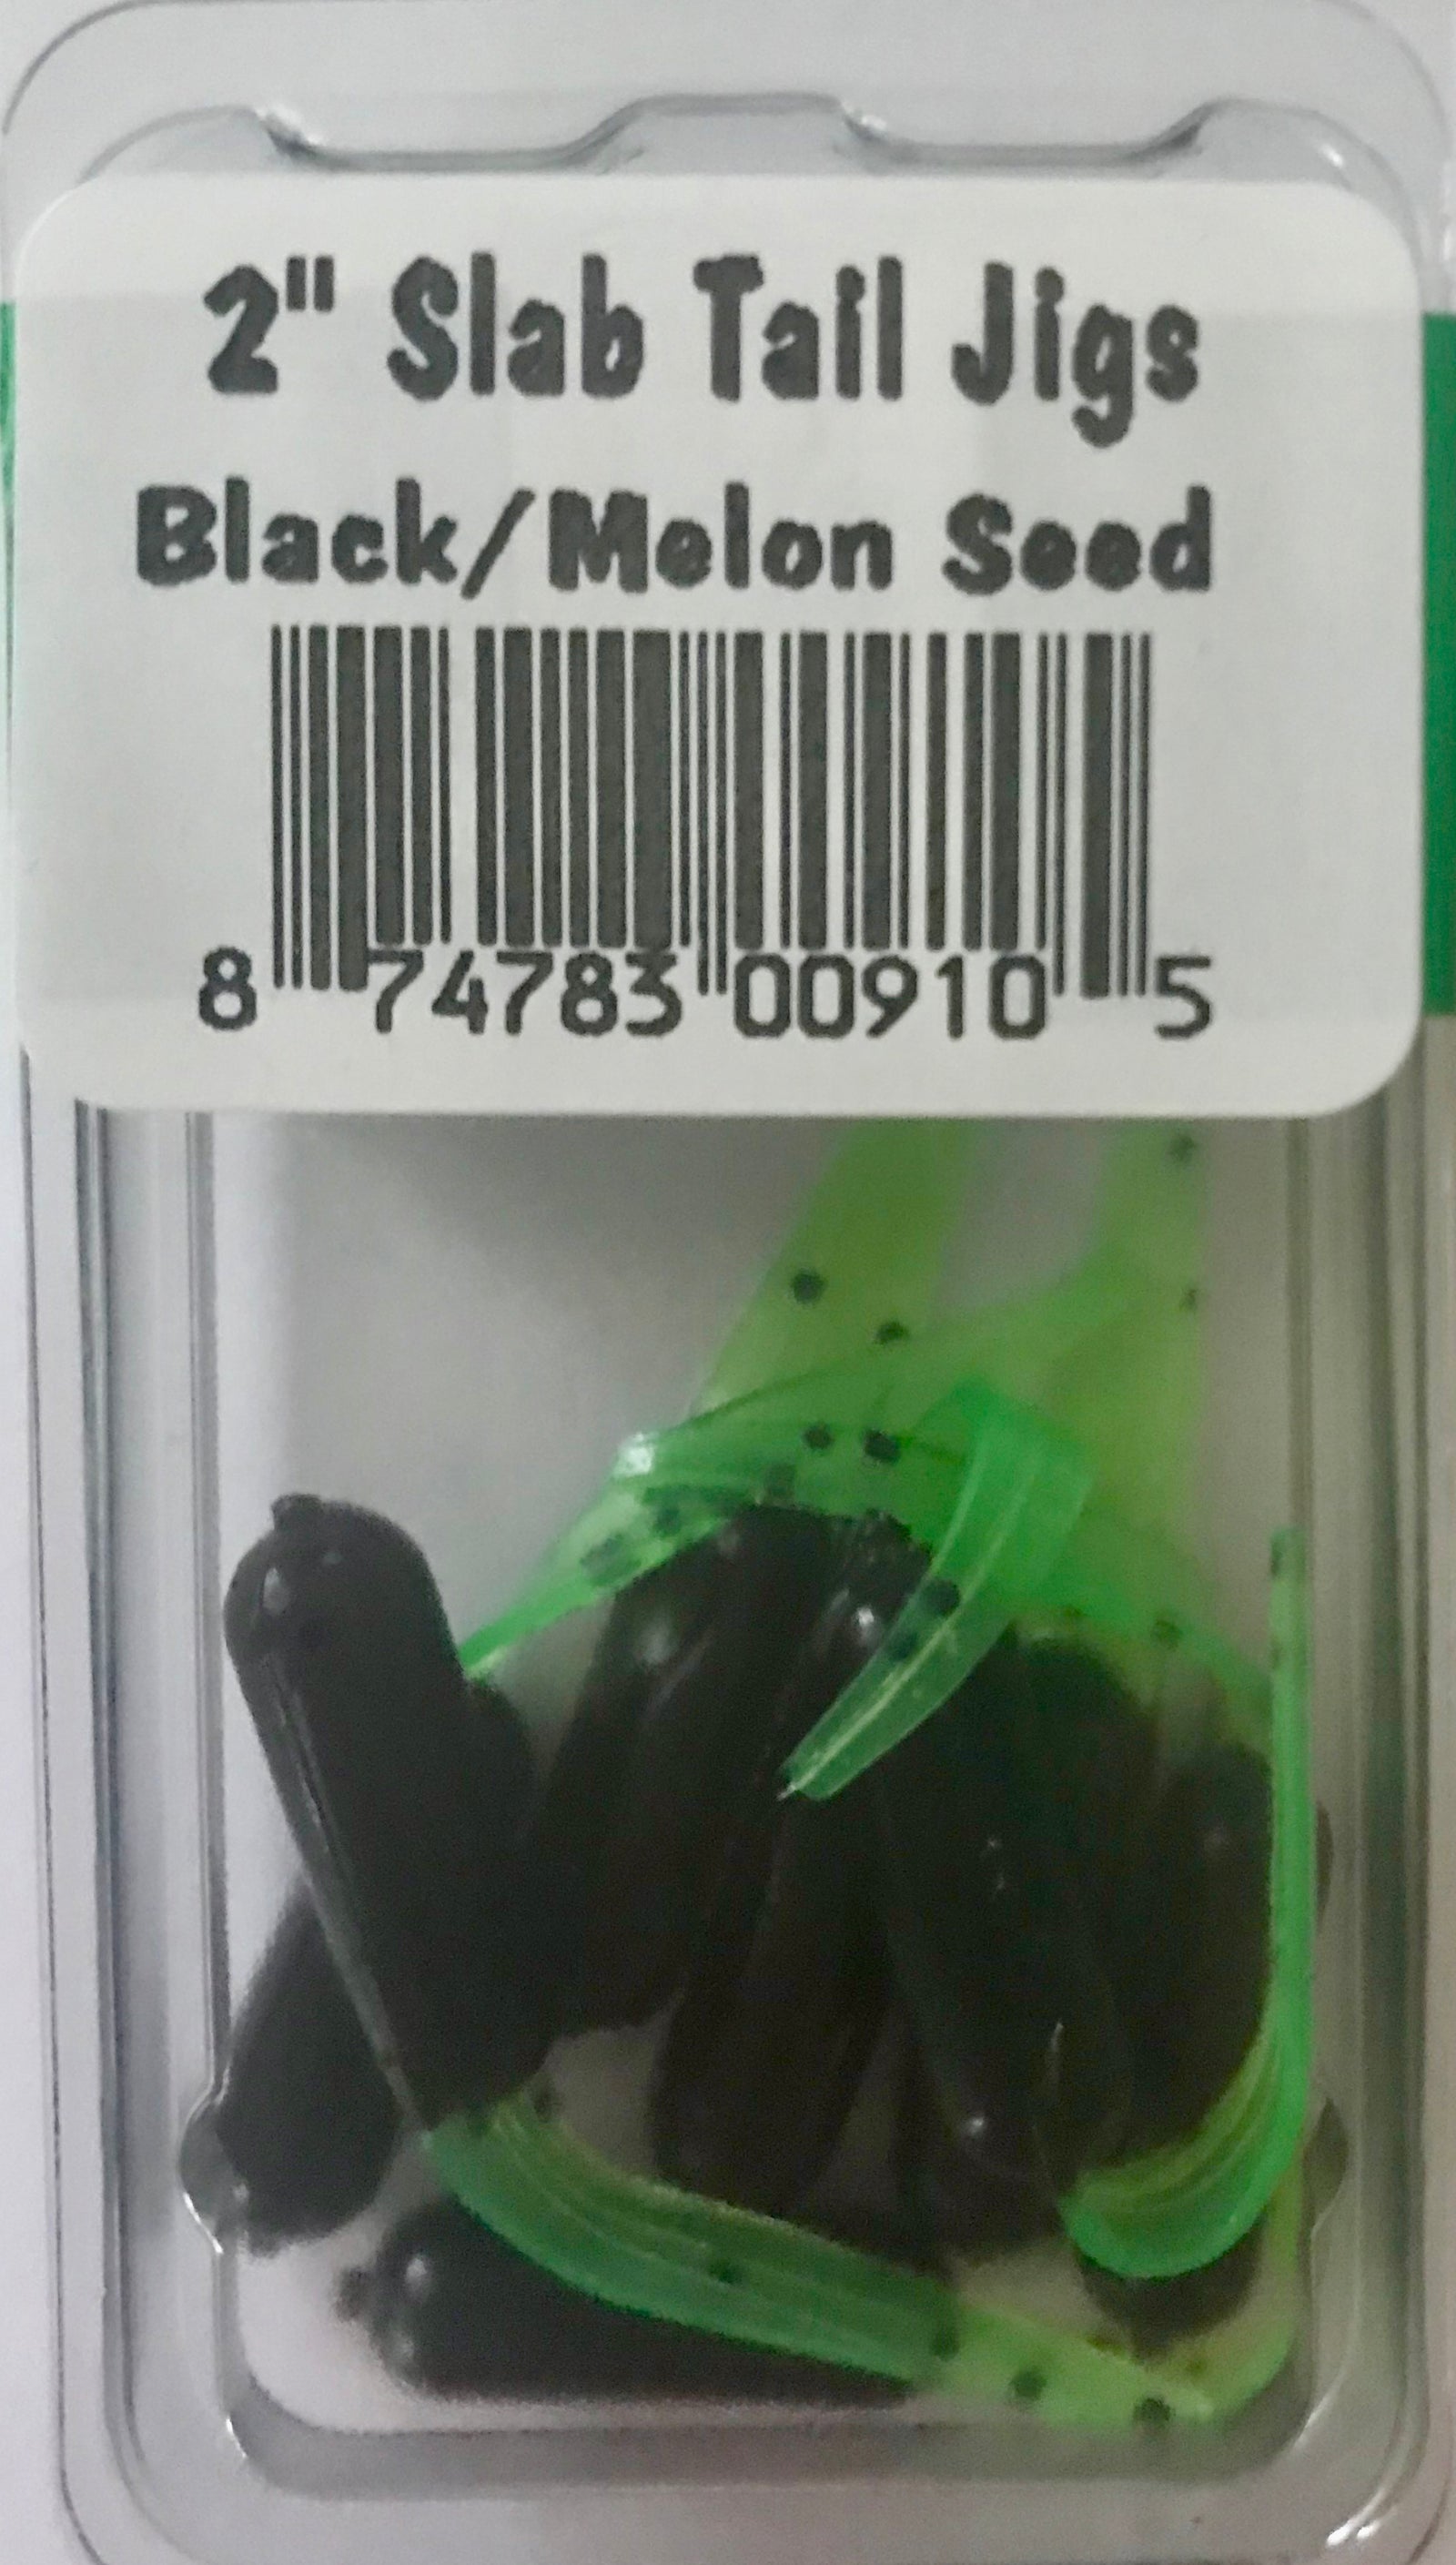 2" Slab Tail Jigs
Black/Melon Seed
8 74783 00910 5